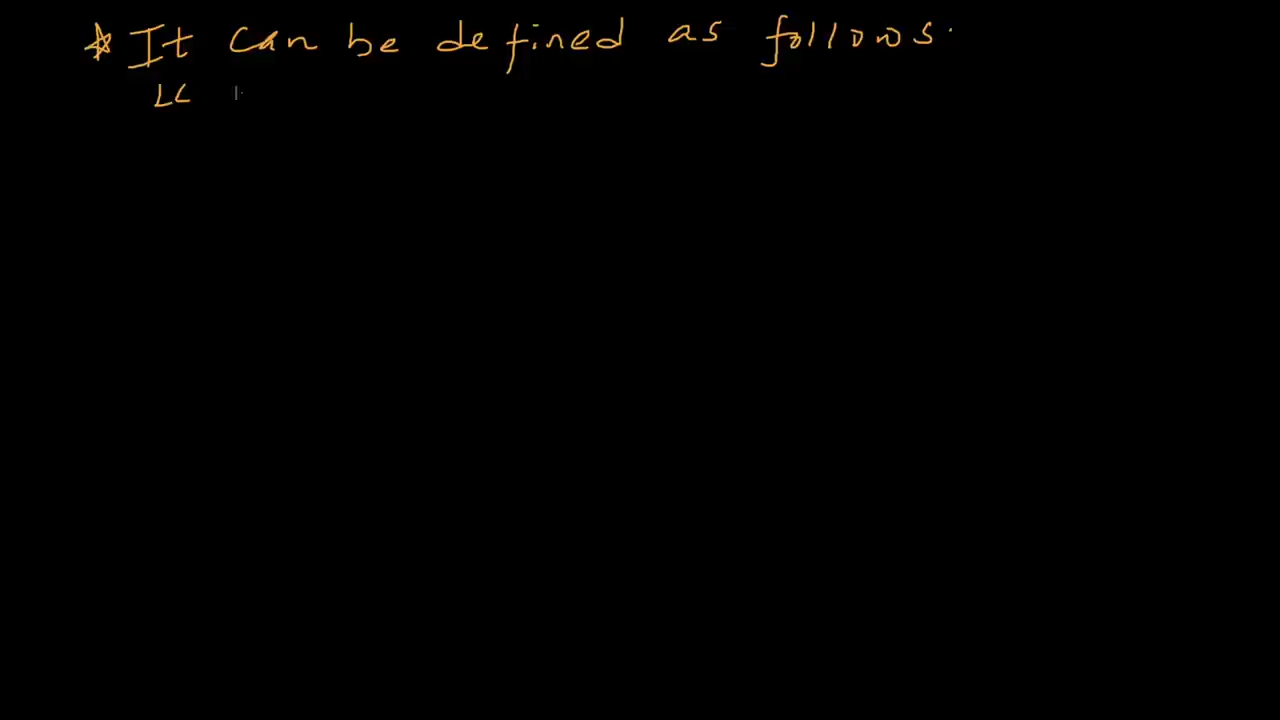 * It can be defined as follows.
“